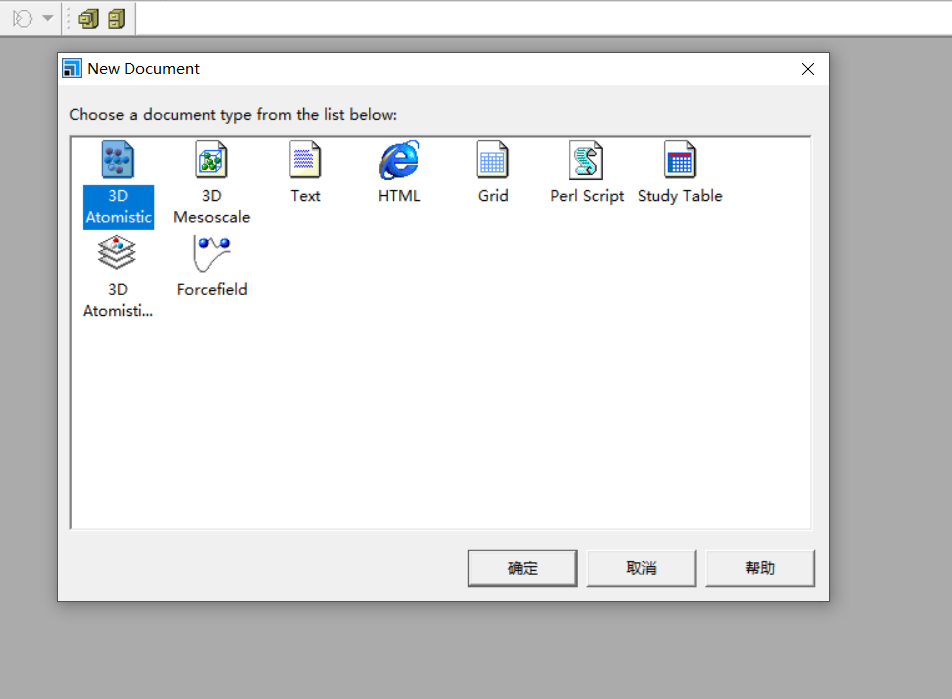 New Document
Choose a document type from the list below:
3D
Atomistic
3D
Mesoscale
Text
HTML
Grid
Perl Script
Study Table
3D
Atomisti...
Forcefield
确定
取消
帮助